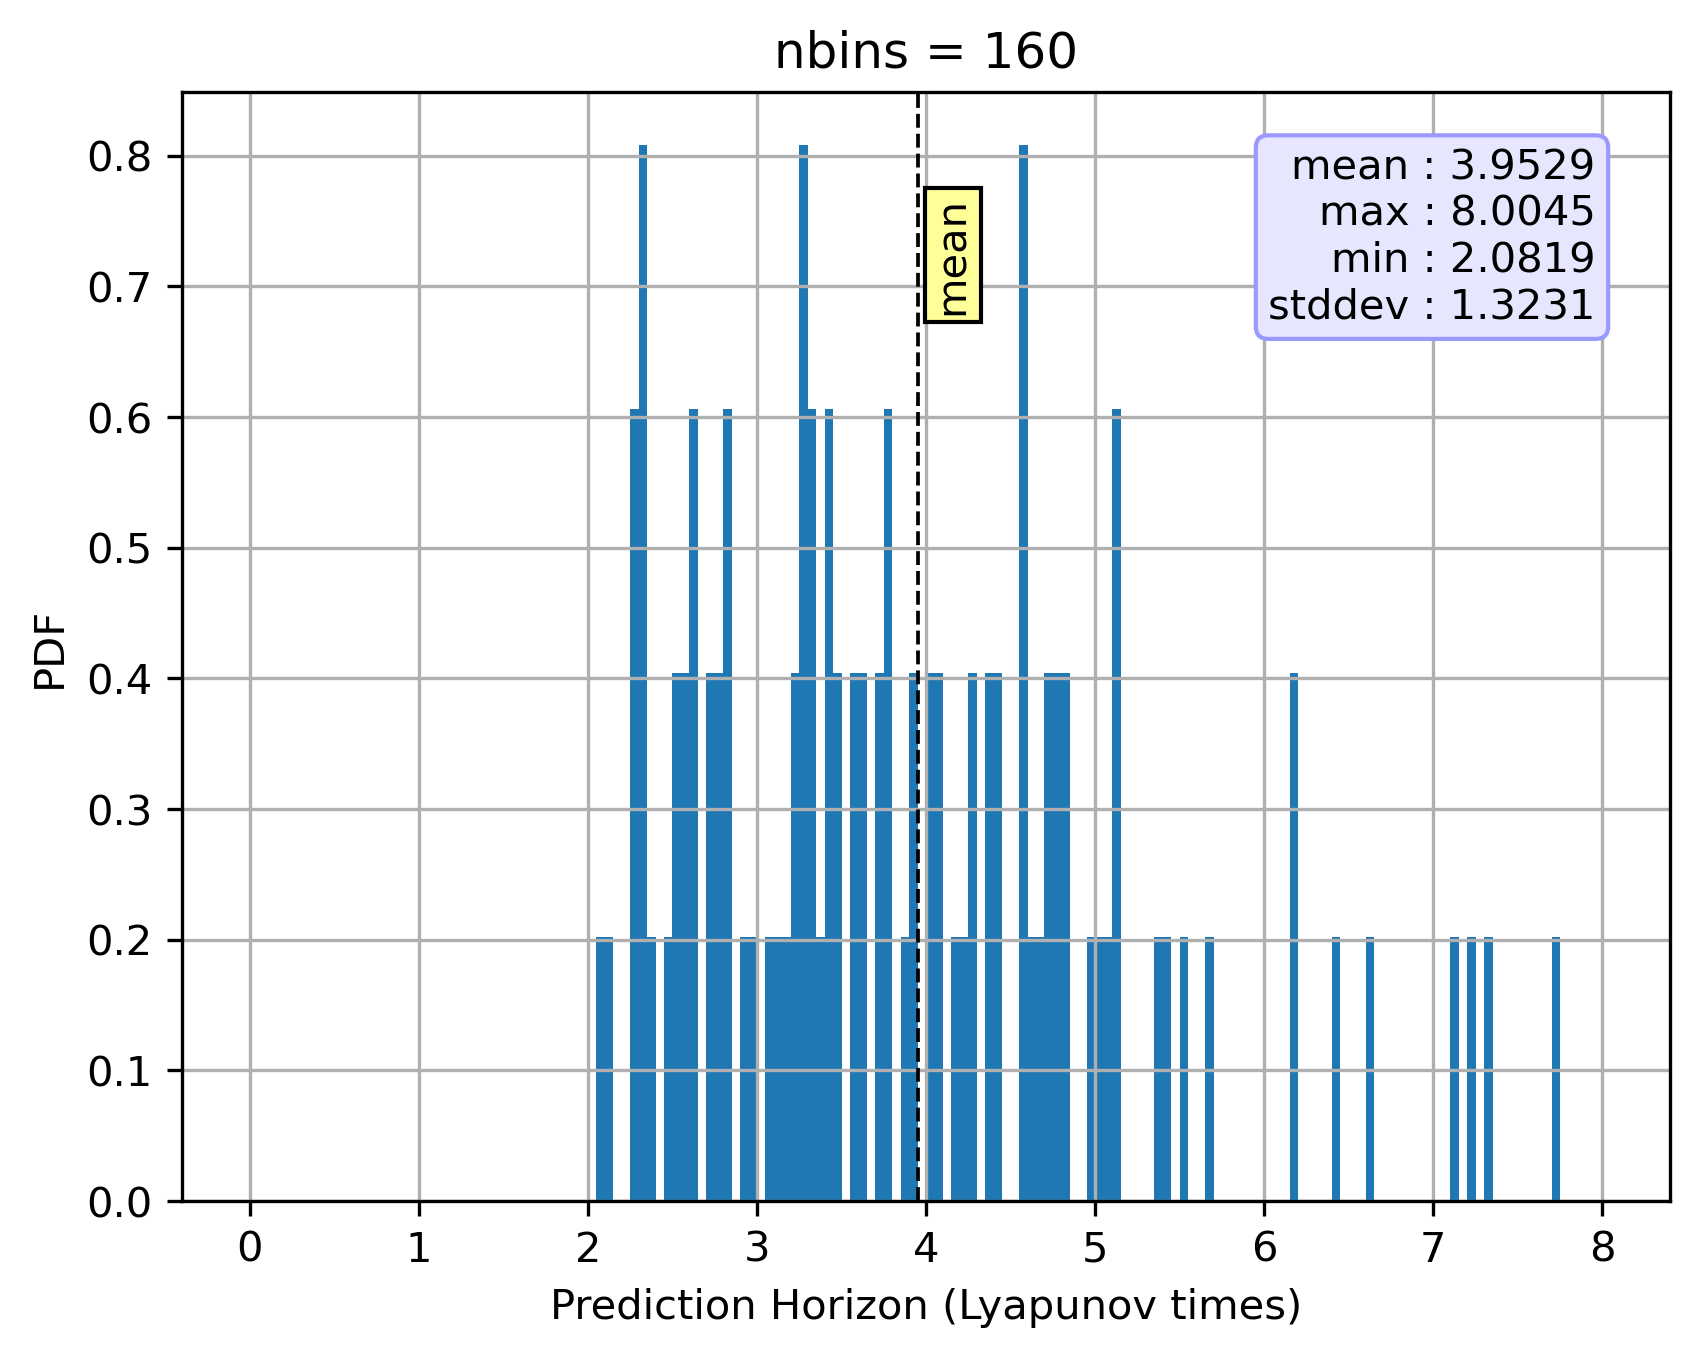 nbins = 160
0.8
0.7
0.6
0.5
0.4
0.3
0.2
0.1
0.0
PDF
mean
mean : 3.9529
max : 8.0045
min : 2.0819
stddev : 1.3231
0 1 2 3 4 5 6 7 8
Prediction Horizon (Lyapunov times)